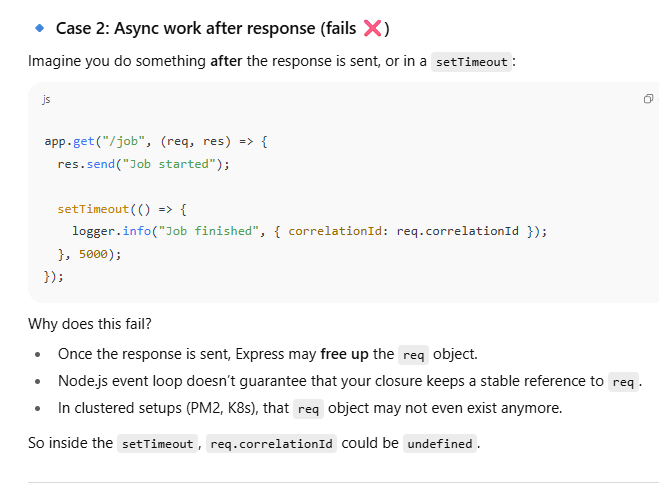 Case 2: Async work after response (fails ❌)
Imagine you do something after the response is sent, or in a setTimeout:
js
app.get("/job", (req, res) => {
  res.send("Job started");
  setTimeout(() => {
    logger.info("Job finished", { correlationId: req.correlationId });
  }, 5000);
});
Why does this fail?
• Once the response is sent, Express may free up the req object.
• Node.js event loop doesn't guarantee that your closure keeps a stable reference to req.
• In clustered setups (PM2, K8s), that req object may not even exist anymore.
So inside the setTimeout, req.correlationId could be undefined.